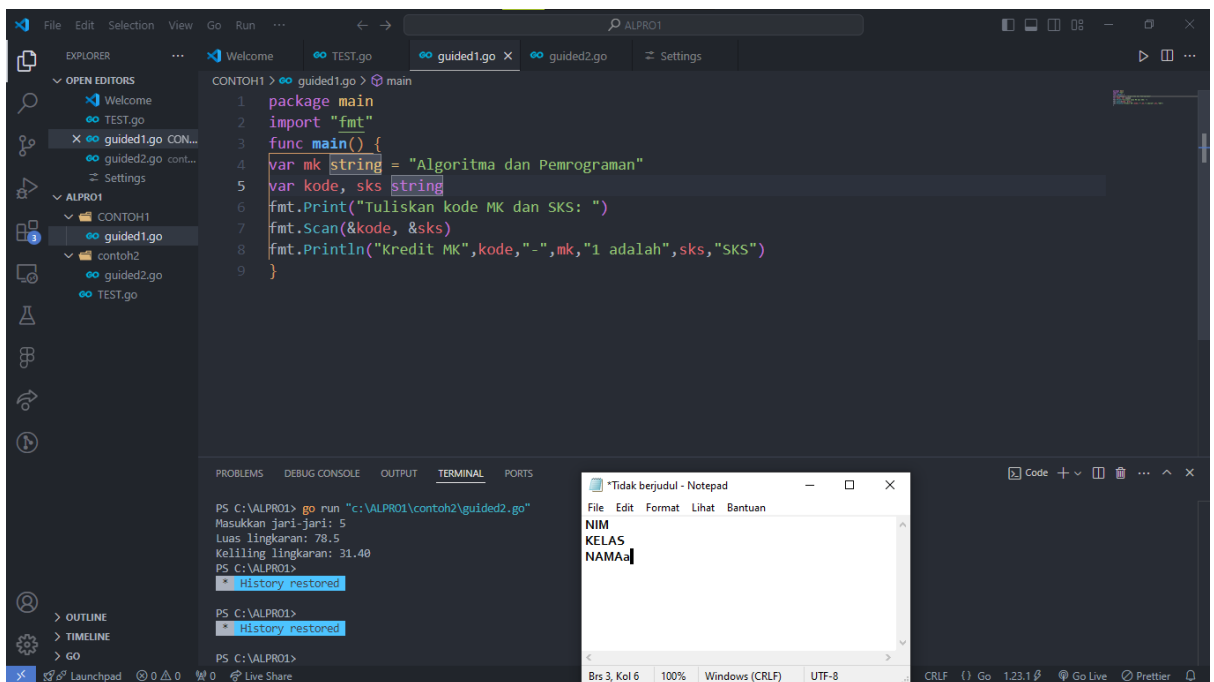 File Edit Selection View Go Run ··· ← → ALPRO1
EXPLORER ···
OPEN EDITORS
Welcome
TEST.go
guided1.go CON...
guided2.go cont...
Settings
ALPRO1
CONTOH1
guided1.go
contoh2
guided2.go
TEST.go
3
OUTLINE
TIMELINE
GO
Welcome TEST.go guided1.go guided2.go Settings
CONTOH1 > guided1.go > main
1 package main
2 import "fmt"
3 func main() {
4 var mk string = "Algoritma dan Pemrograman"
5 var kode, sks string
6 fmt.Print("Tuliskan kode MK dan SKS: ")
7 fmt.Scan(&kode, &sks)
8 fmt.Println("Kredit MK",kode,"-",mk,"1 adalah",sks,"SKS")
9 }
PROBLEMS DEBUG CONSOLE OUTPUT TERMINAL PORTS Code
PS C:\ALPRO1> go run "c:\ALPRO1\contoh2\guided2.go"
Masukkan jari-jari: 5
Luas lingkaran: 78.5
Keliling lingkaran: 31.40
PS C:\ALPRO1>
* History restored
PS C:\ALPRO1>
* History restored
PS C:\ALPRO1>
*Tidak berjudul - Notepad
File Edit Format Lihat Bantuan
NIM
KELAS
NAMAa
Brs 3, Kol 6 100% Windows (CRLF) UTF-8
Launchpad 0 0 0 Live Share CRLF {} Go 1.23.1 Go Live Prettier